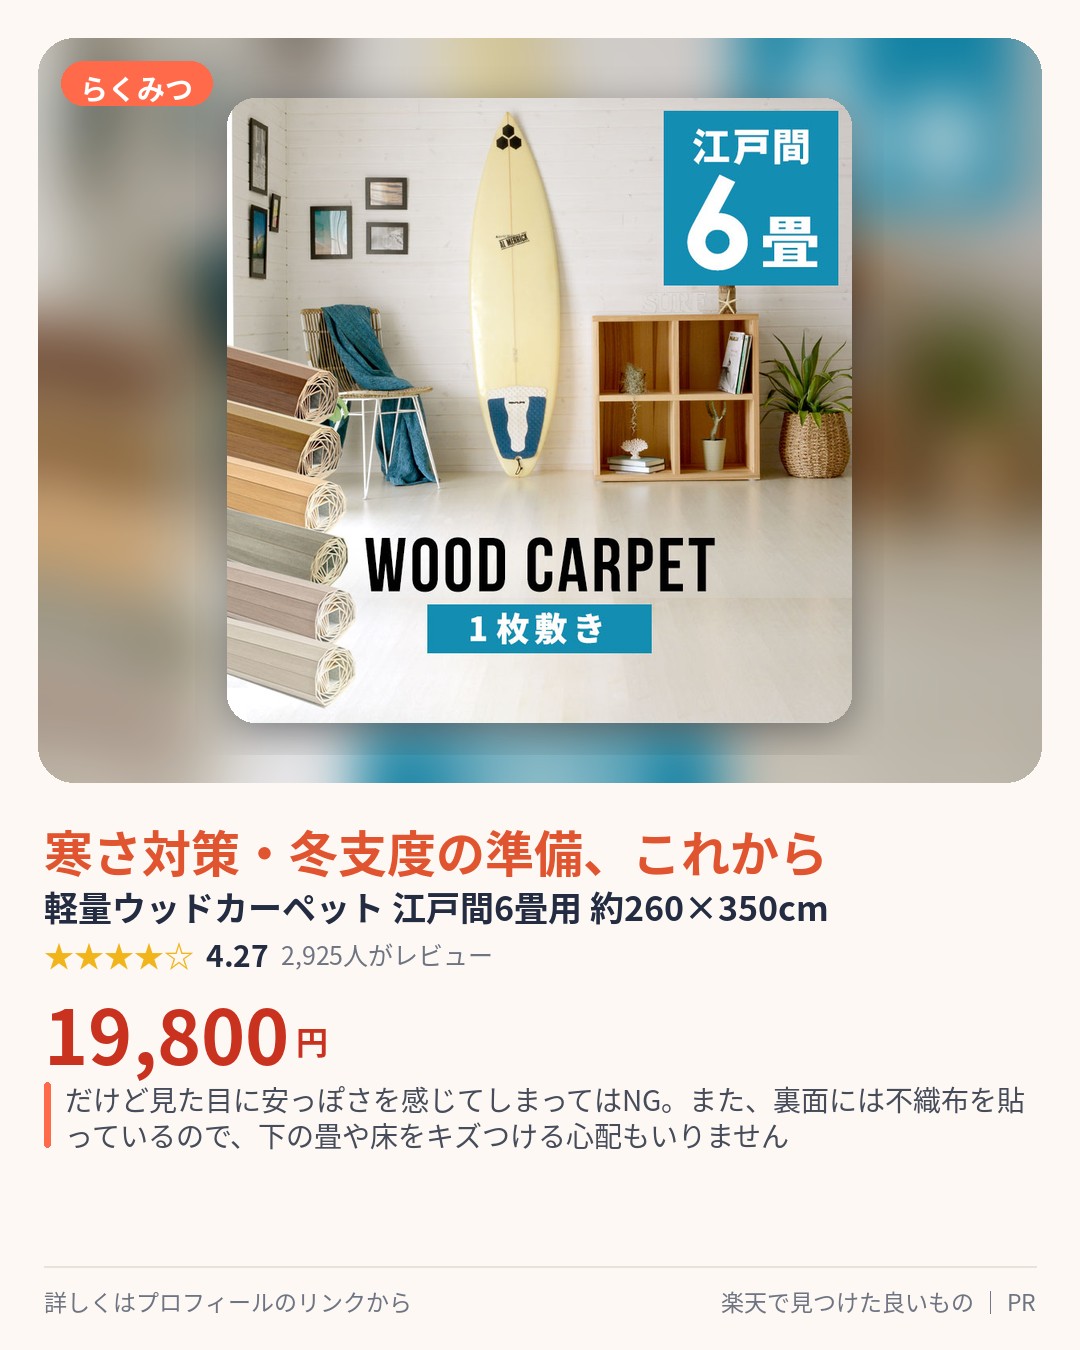 らくみつ
江戸間
6畳
AL MERRICK
WOOD CARPET
1枚敷き
寒さ対策・冬支度の準備、これから
軽量ウッドカーペット 江戸間6畳用 約260×350cm
★★★★☆ 4.27 2,925人がレビュー
19,800円
だけど見た目に安っぽさを感じてしまってはNG。また、裏面には不織布を貼
っているので、下の畳や床をキズつける心配もいりません
詳しくはプロフィールのリンクから
楽天で見つけた良いもの｜PR